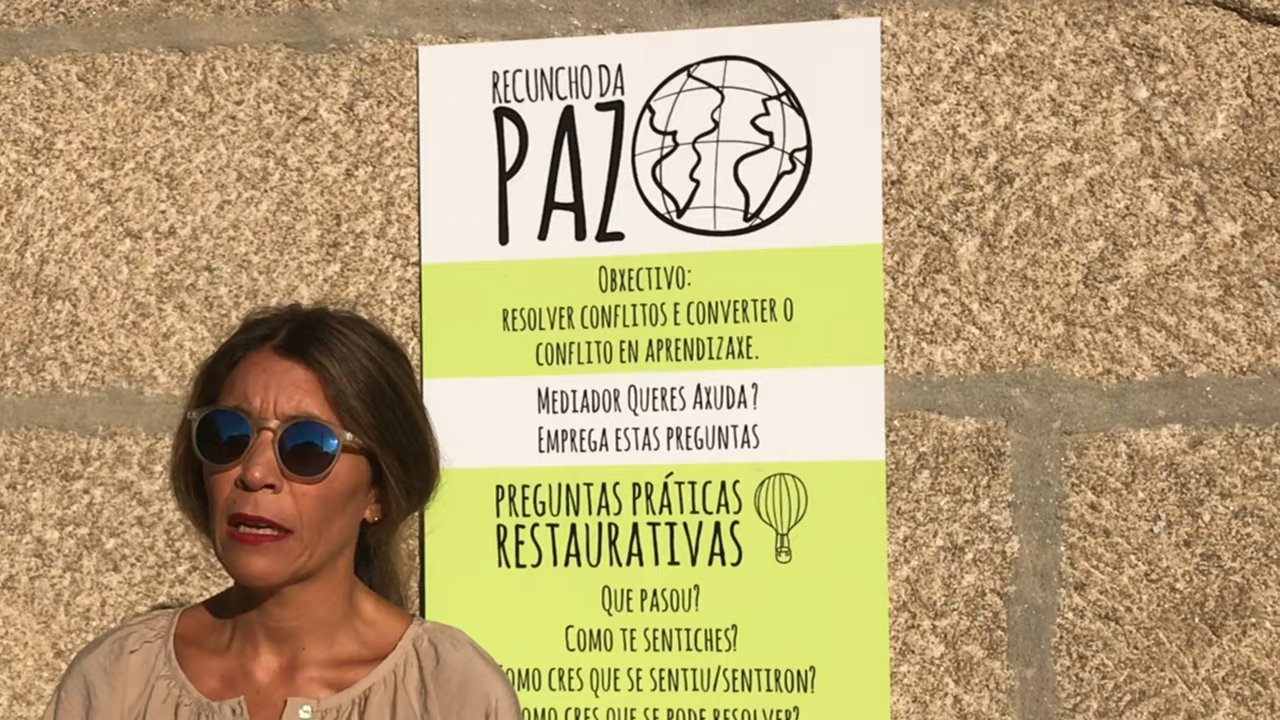 RECUNCHO DA
PAZ
OBXECTIVO:
RESOLVER CONFLITOS E CONVERTER O
CONFLITO EN APRENDIZAXE.
MEDIADOR QUERES AXUDA?
EMPREGA ESTAS PREGUNTAS
PREGUNTAS PRÁTICAS
RESTAURATIVAS
QUE PASOU?
COMO TE SENTICHES?
COMO CRES QUE SE SENTIU/SENTIRON?
COMO CRES QUE SE PODE RESOLVER?